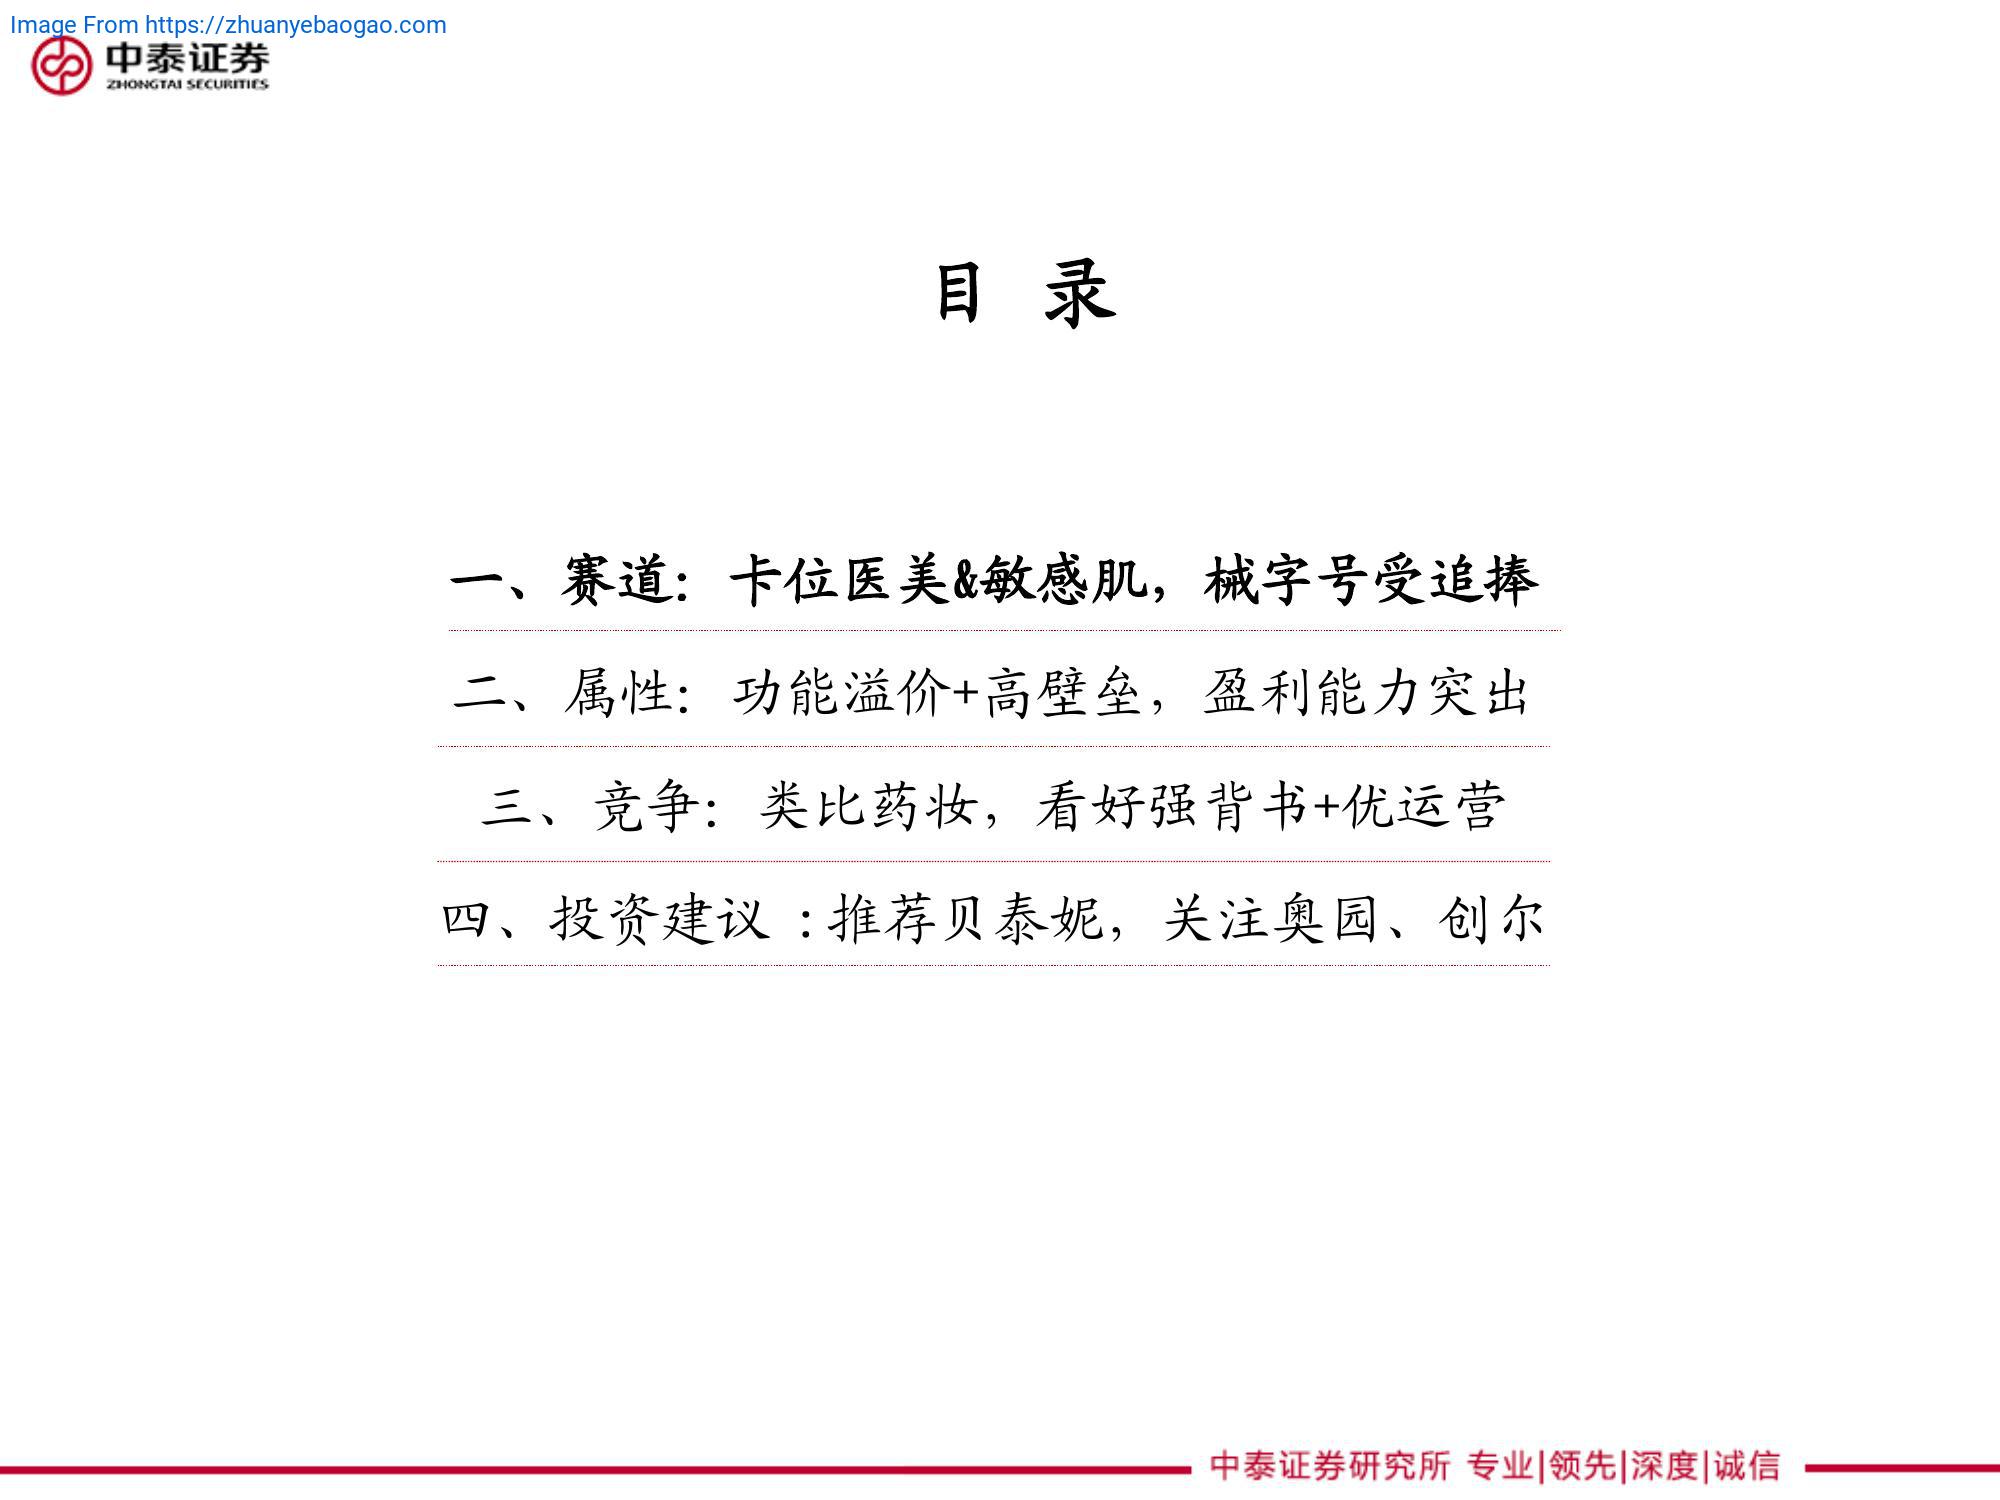 Image From https://zhuanyebaogao.com
中泰证券
ZHONGTAI SECURITIES
目 录
一、赛道：卡位医美&敏感肌，械字号受追捧
二、属性：功能溢价+高壁垒，盈利能力突出
三、竞争：类比药妆，看好强背书+优运营
四、投资建议 ：推荐贝泰妮，关注奥园、创尔
中泰证券研究所 专业|领先|深度|诚信